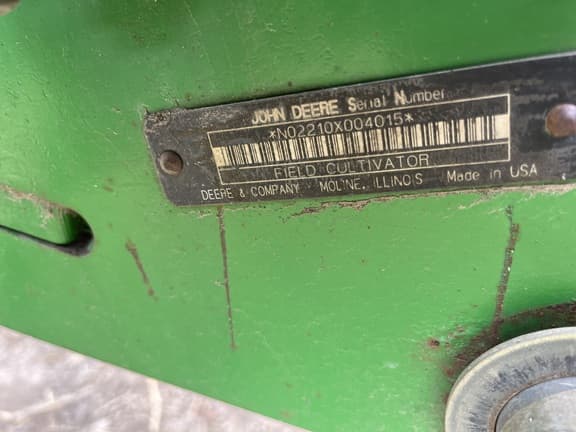 JOHN DEERE Serial Number
*N02210X004015*
FIELD CULTIVATOR
DEERE & COMPANY MOLINE, ILLINOIS Made in USA